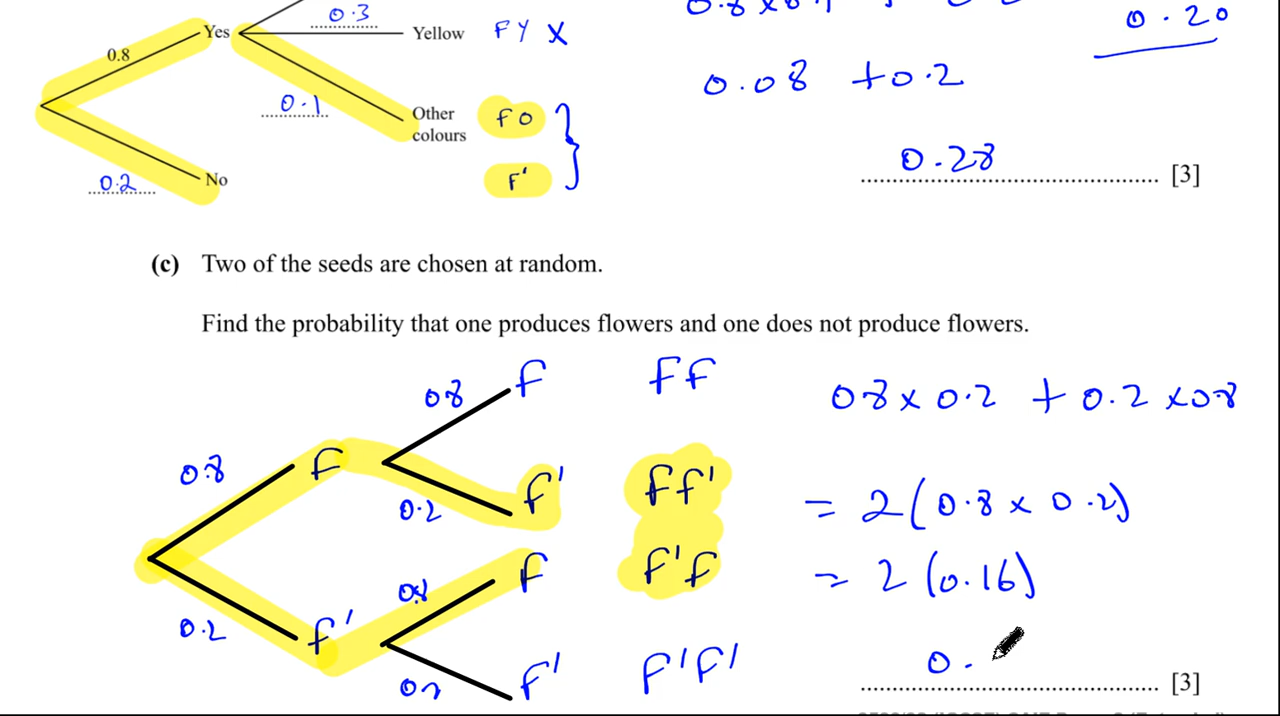 0.3
Yes
Yellow
F Y X
0.20
0.8
0.08 + 0.2
0.1
Other
colours
F O
F'
0.2
No
0.28
[3]
(c) Two of the seeds are chosen at random.
Find the probability that one produces flowers and one does not produce flowers.
0.8
F
FF
0.8 x 0.2 + 0.2 x 0.8
0.8
F
0.2
F'
FF'
= 2(0.8 x 0.2)
0.8
F
F'F
= 2(0.16)
0.2
F'
0.2
F'
F'F'
0.
[3]